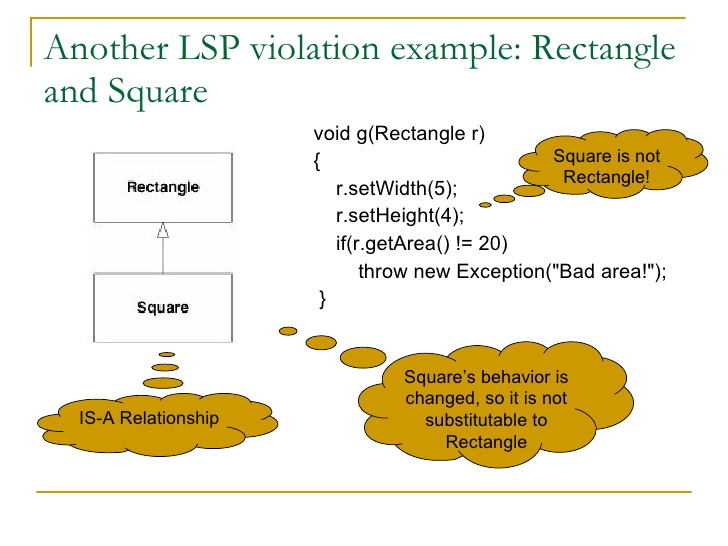 Another LSP violation example: Rectangle
and Square
Rectangle
Square
IS-A Relationship
void g(Rectangle r)
{
r.setWidth(5);
r.setHeight(4);
if(r.getArea() != 20)
throw new Exception("Bad area!");
}
Square is not
Rectangle!
Square’s behavior is
changed, so it is not
substitutable to
Rectangle